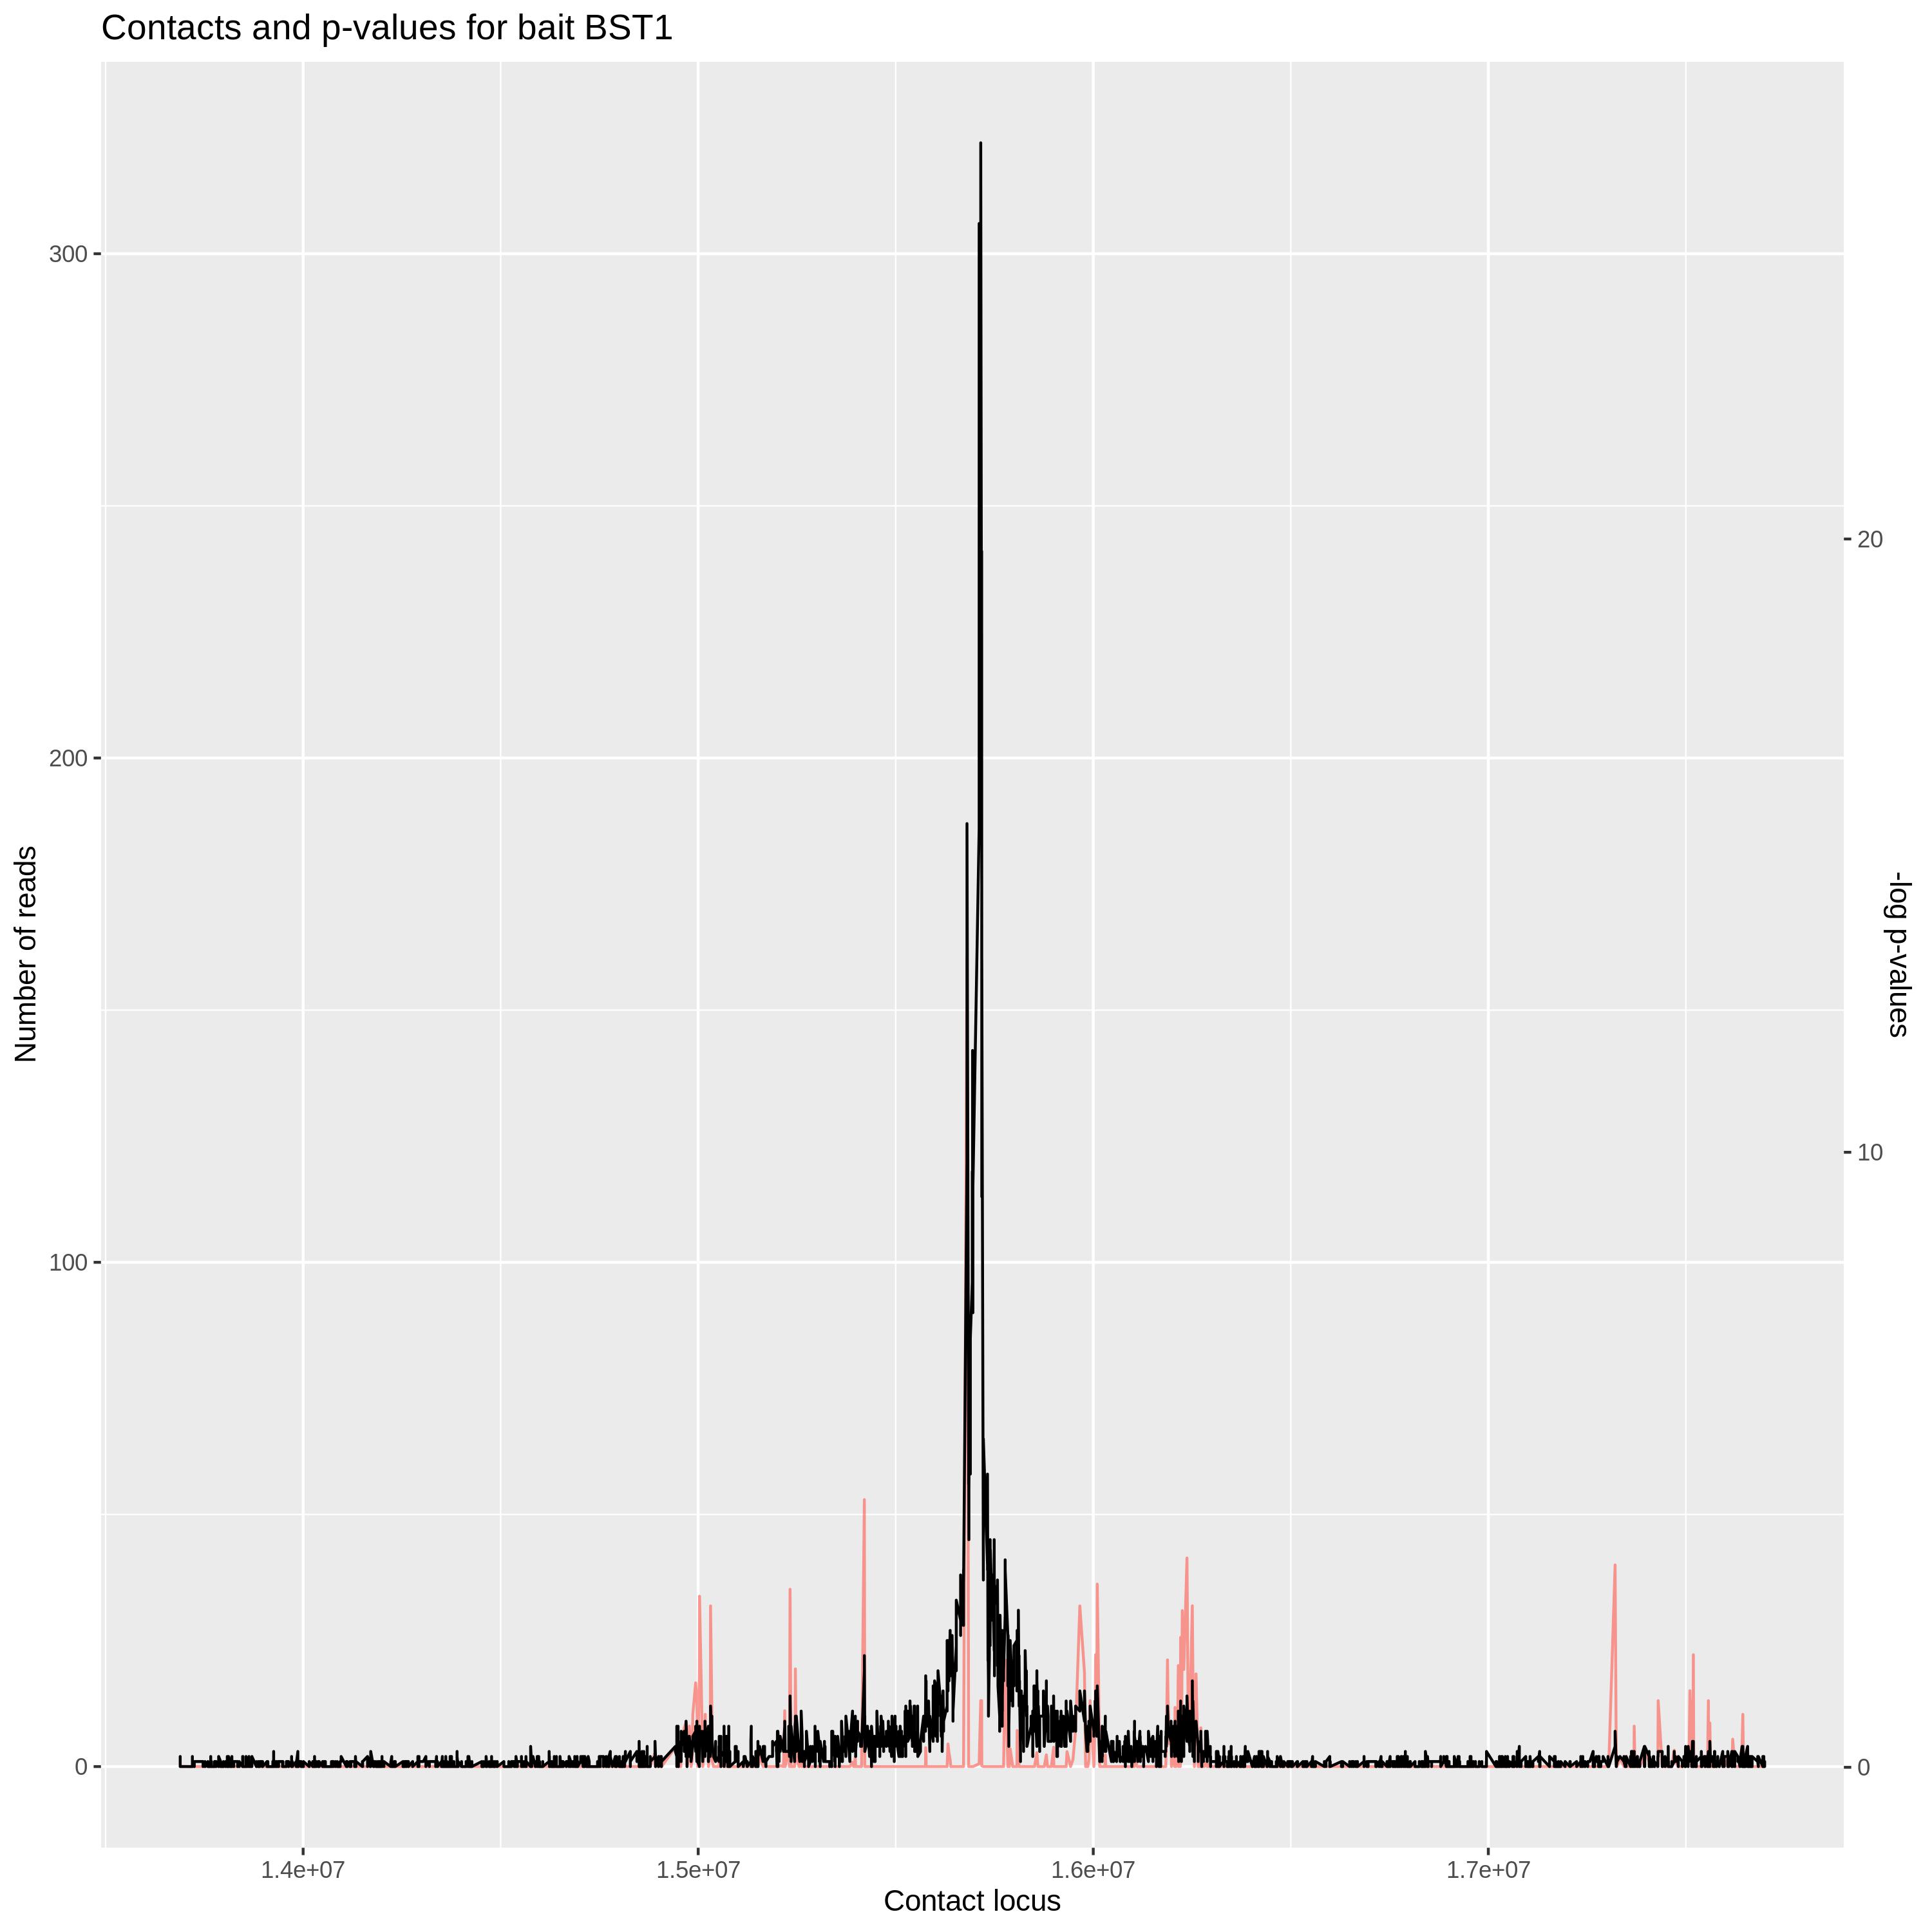 Contacts and p-values for bait BST1
300
200
100
0
Number of reads
20
10
0
-log p-values
1.4e+07
1.5e+07
1.6e+07
1.7e+07
Contact locus